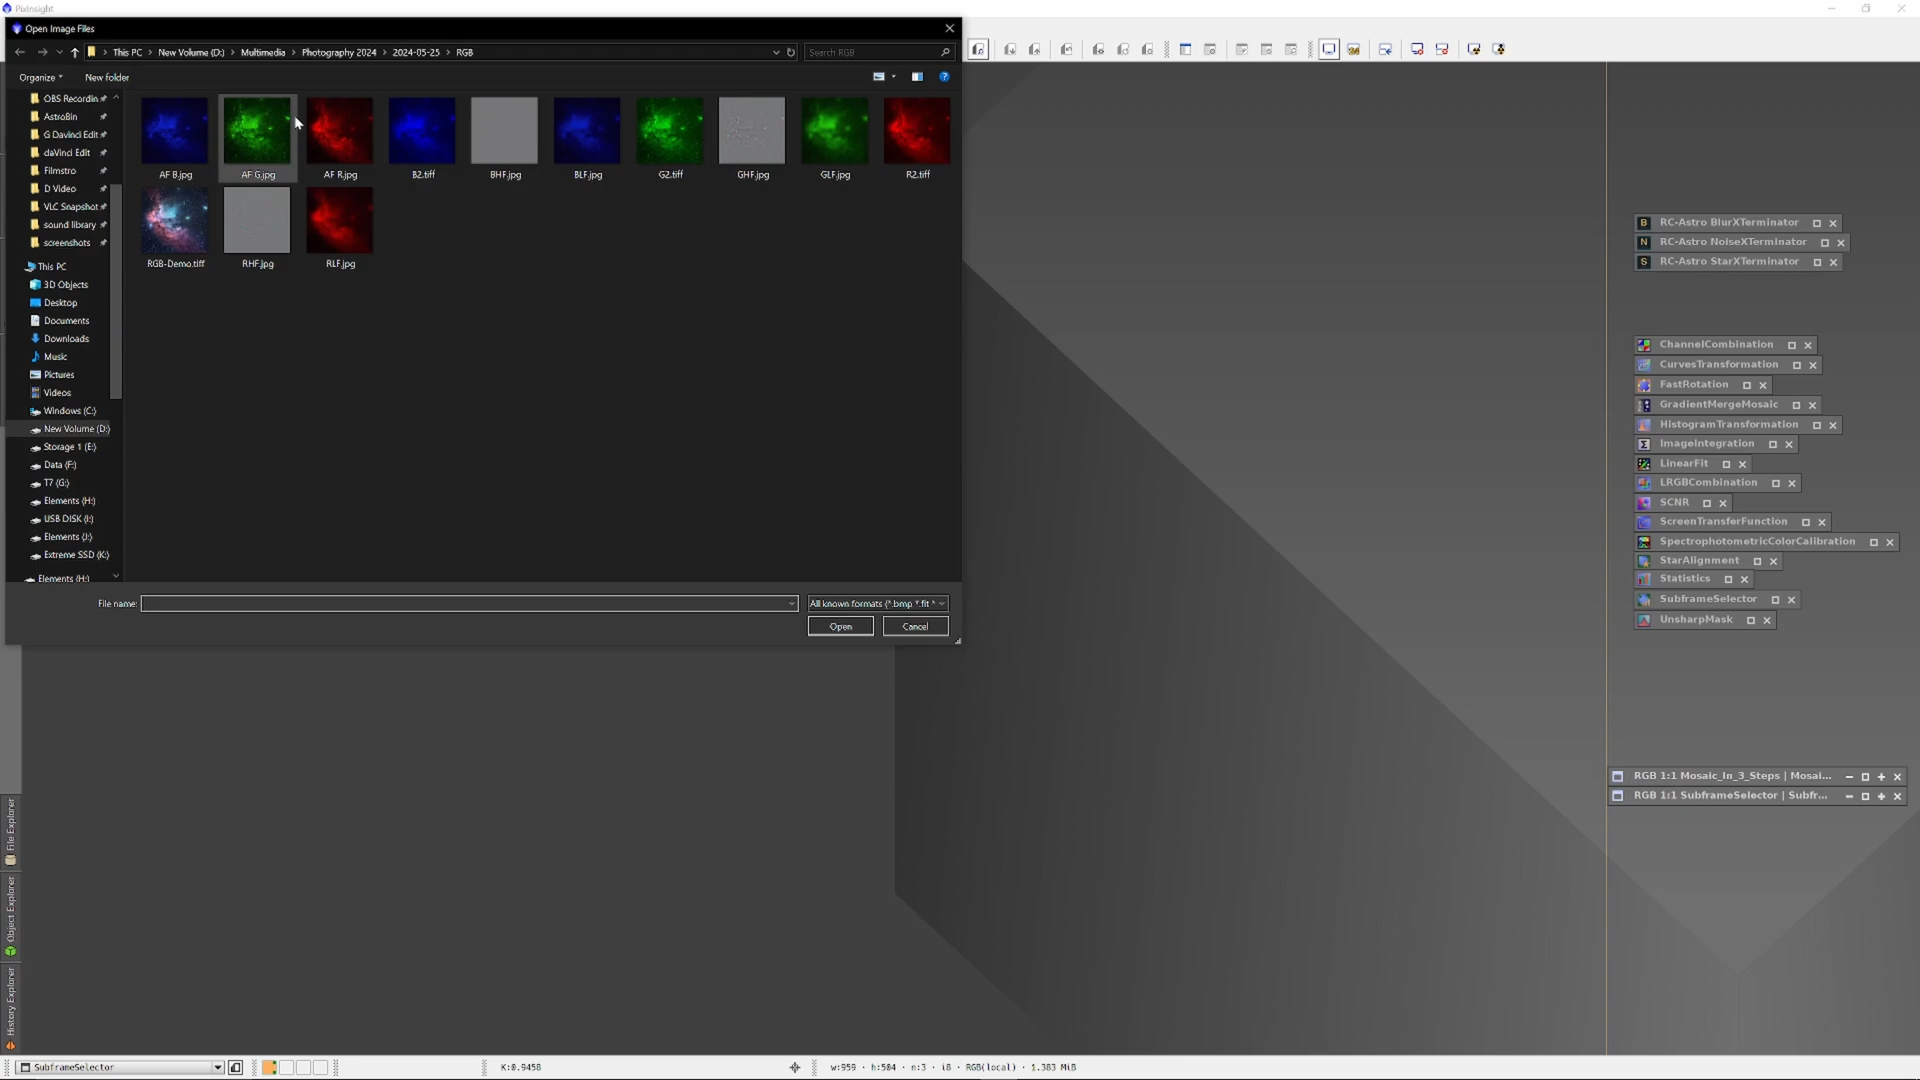 PixInsight
Open Image Files
This PC > New Volume (D:) > Multimedia > Photography 2024 > 2024-05-25 > RGB
Search RGB
Organize
New folder
OBS Recordin
AstroBin
G Davinci Edit
daVinci Edit
Filmstro
D Video
VLC Snapshot
sound library
screenshots
This PC
3D Objects
Desktop
Documents
Downloads
Music
Pictures
Videos
Windows (C:)
New Volume (D:)
Storage 1 (E:)
Data (F:)
T7 (G:)
Elements (H:)
USB DISK (I:)
Elements (J:)
Extreme SSD (K:)
Elements (H:)
AF B.jpg
AF G.jpg
AF R.jpg
B2.tiff
BHF.jpg
BLF.jpg
G2.tiff
GHF.jpg
GLF.jpg
R2.tiff
RGB-Demo.tiff
RHF.jpg
RLF.jpg
File name:
All known formats (*.bmp *.fit *
Open
Cancel
B RC-Astro BlurXTerminator
N RC-Astro NoiseXTerminator
S RC-Astro StarXTerminator
ChannelCombination
CurvesTransformation
FastRotation
GradientMergeMosaic
HistogramTransformation
ImageIntegration
LinearFit
LRGBCombination
SCNR
ScreenTransferFunction
SpectrophotometricColorCalibration
StarAlignment
Statistics
SubframeSelector
UnsharpMask
RGB 1:1 Mosaic_In_3_Steps | Mosai...
RGB 1:1 SubframeSelector | Subfr...
File Explorer
Object Explorer
History Explorer
SubframeSelector
K:0.9458
w:959 · h:504 · n:3 · i8 · RGB(local) · 1.383 MiB